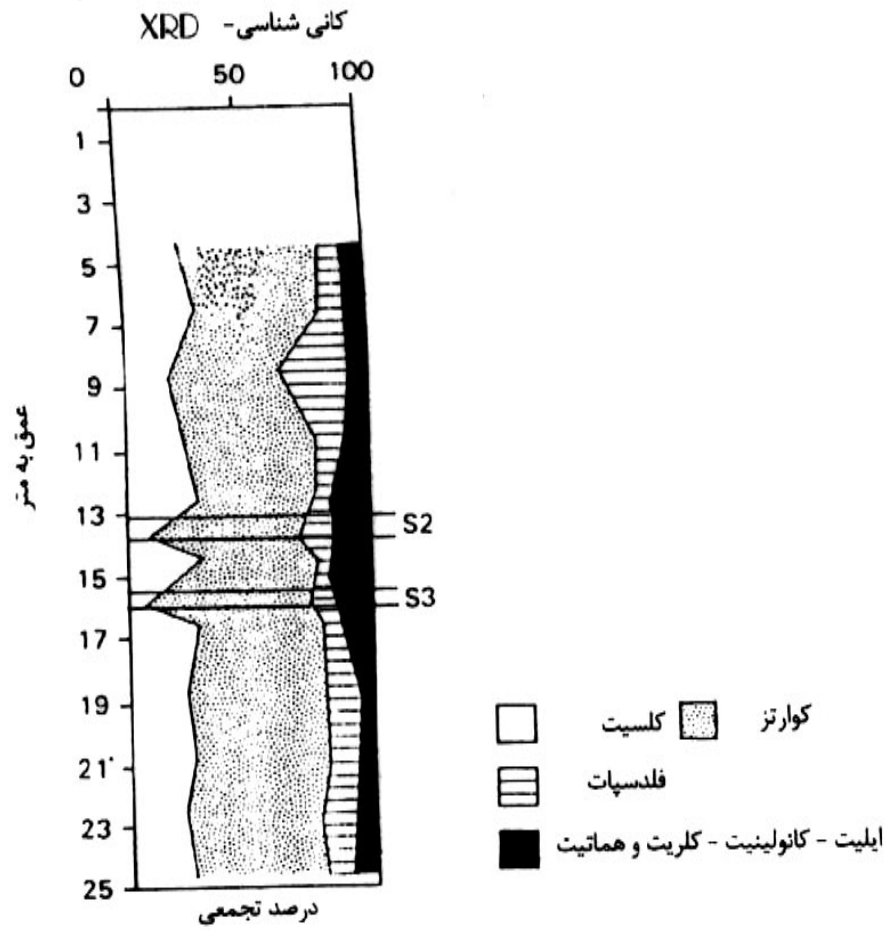 کانی شناسی - XRD
0 50 100
1
3
5
7
9
11
13
15
17
19
21
23
25
عمق به متر
S2
S3
درصد تجمعی
کلسیت
کوارتز
فلدسپات
ایلیت - کائولینیت - کلریت و هماتیت